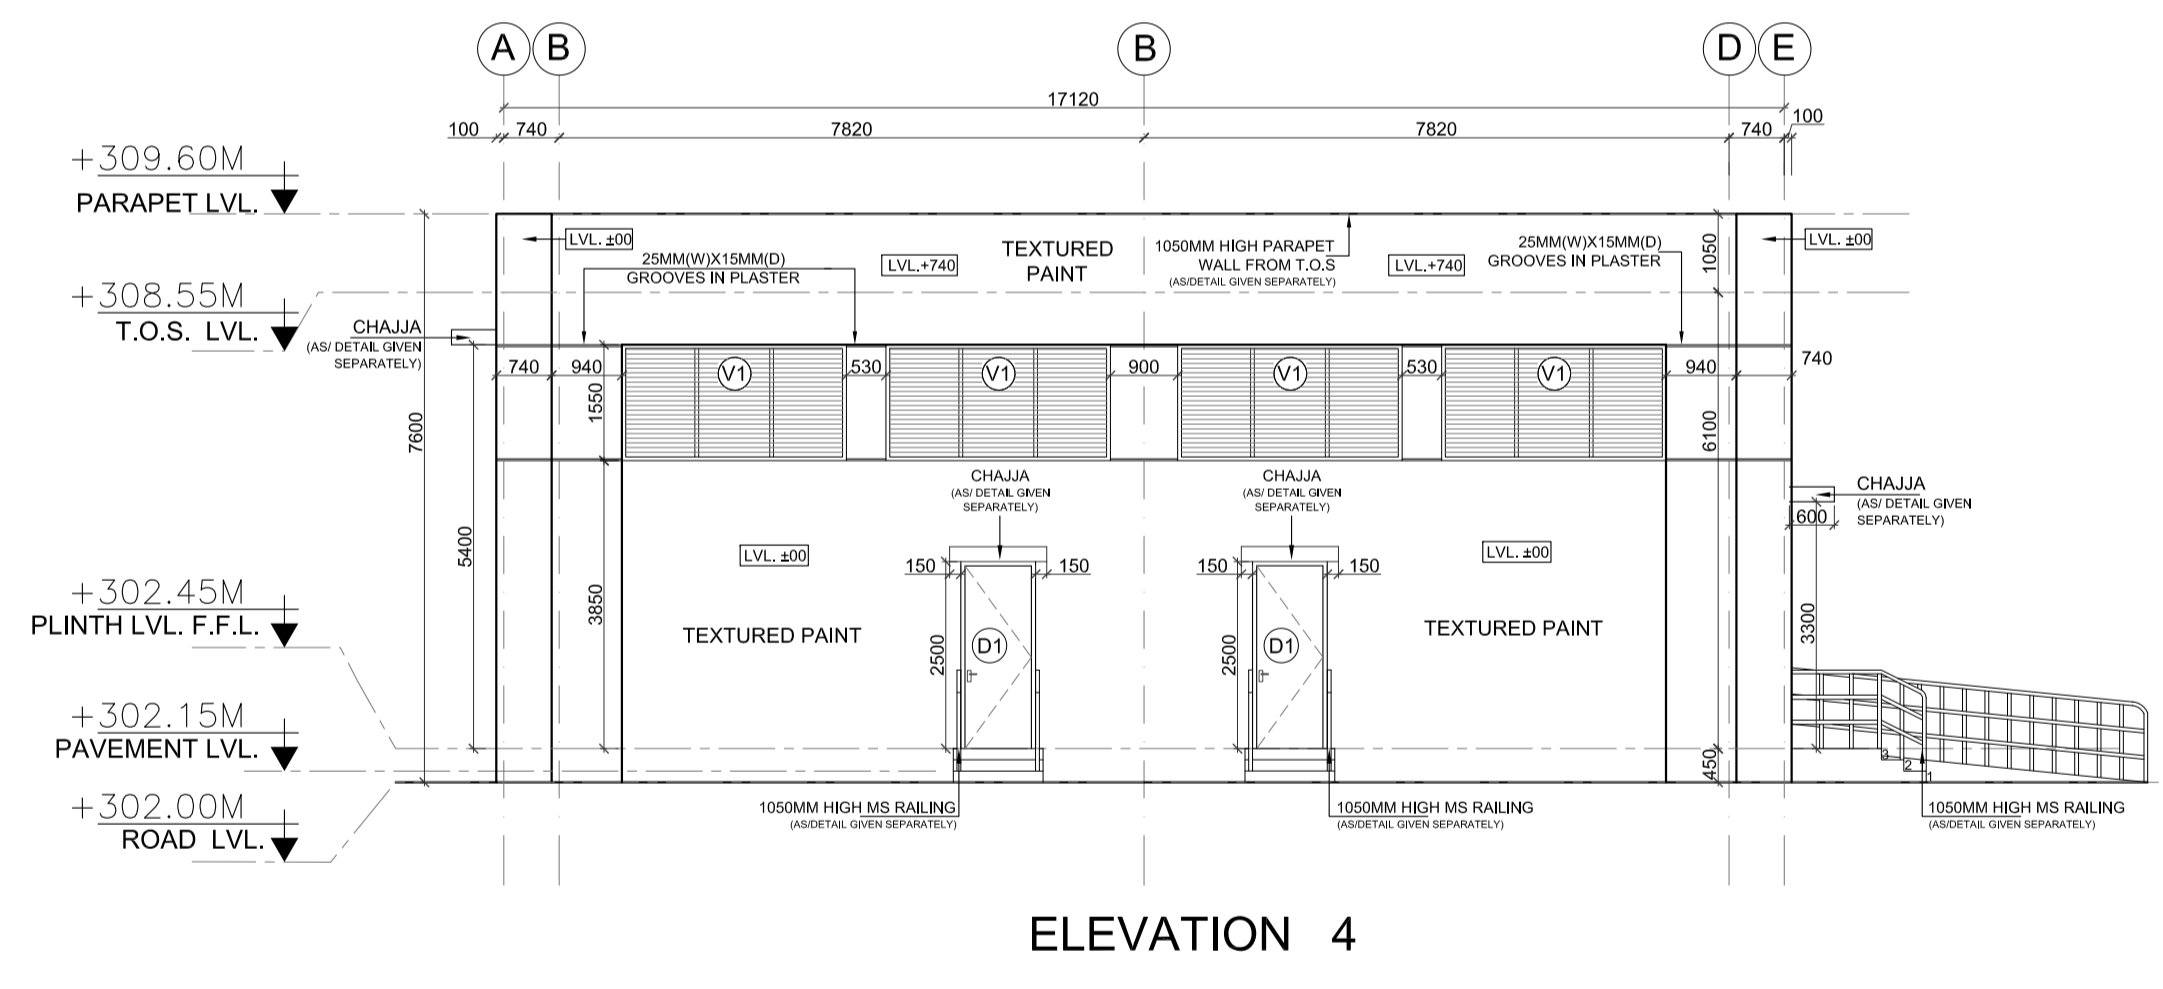 A B B D E
17120
100 740 7820 7820 740 100
+309.60M
PARAPET LVL.
LVL. ±00
25MM(W)X15MM(D)
GROOVES IN PLASTER
LVL.+740
TEXTURED
PAINT
1050MM HIGH PARAPET
WALL FROM T.O.S
(AS/DETAIL GIVEN SEPARATELY)
LVL.+740
25MM(W)X15MM(D)
GROOVES IN PLASTER
1050
LVL. ±00
+308.55M
T.O.S. LVL.
CHAJJA
(AS/ DETAIL GIVEN
SEPARATELY)
740 940 V1 530 V1 900 V1 530 V1 940 740
1550
7600
6100
CHAJJA
(AS/ DETAIL GIVEN
SEPARATELY)
CHAJJA
(AS/ DETAIL GIVEN
SEPARATELY)
CHAJJA
(AS/ DETAIL GIVEN
SEPARATELY)
600
5400
LVL. ±00
LVL. ±00
150 150 150 150
3850
3300
+302.45M
PLINTH LVL. F.F.L.
TEXTURED PAINT
2500
D1
2500
D1
TEXTURED PAINT
+302.15M
PAVEMENT LVL.
450
3
2
1
+302.00M
ROAD LVL.
1050MM HIGH MS RAILING
(AS/DETAIL GIVEN SEPARATELY)
1050MM HIGH MS RAILING
(AS/DETAIL GIVEN SEPARATELY)
1050MM HIGH MS RAILING
(AS/DETAIL GIVEN SEPARATELY)
ELEVATION 4